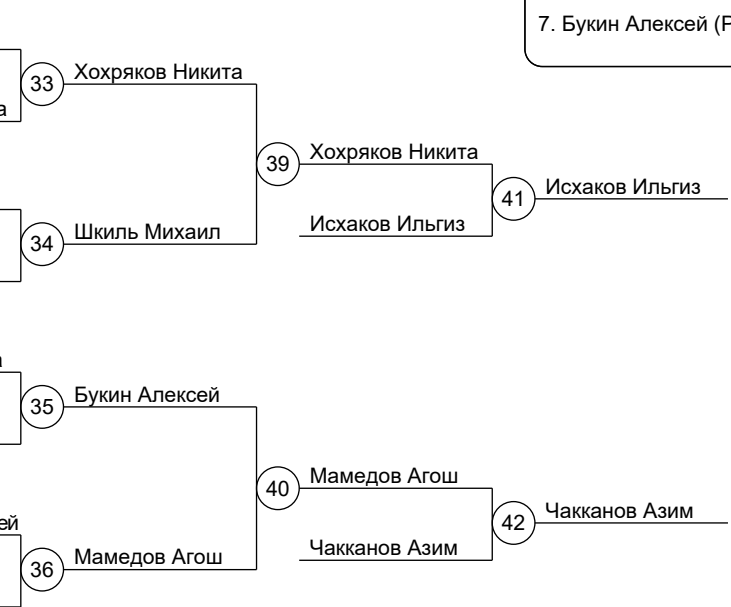 7. Букин Алексей
33 Хохряков Никита
39 Хохряков Никита
41 Исхаков Ильгиз
Исхаков Ильгиз
34 Шкиль Михаил
35 Букин Алексей
40 Мамедов Агош
42 Чакканов Азим
Чакканов Азим
36 Мамедов Агош